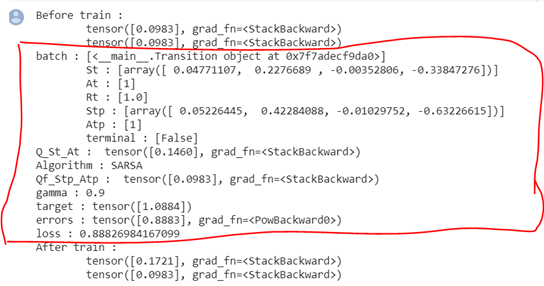 Before train :
tensor([0.0983], grad_fn=<StackBackward>)
tensor([0.0983], grad_fn=<StackBackward>)
batch : [<__main__.Transition object at 0x7f7adecf9da0>]
St : [array([ 0.04771107, 0.2276689 , -0.00352806, -0.33847276])]
At : [1]
Rt : [1.0]
Stp : [array([ 0.05226445, 0.42284088, -0.01029752, -0.63226615])]
Atp : [1]
terminal : [False]
Q_St_At : tensor([0.1460], grad_fn=<StackBackward>)
Algorithm : SARSA
Qf_Stp_Atp : tensor([0.0983], grad_fn=<StackBackward>)
gamma : 0.9
target : tensor([1.0884])
errors : tensor([0.8883], grad_fn=<PowBackward0>)
loss : 0.88826984167099
After train :
tensor([0.1721], grad_fn=<StackBackward>)
tensor([0.0983], grad_fn=<StackBackward>)